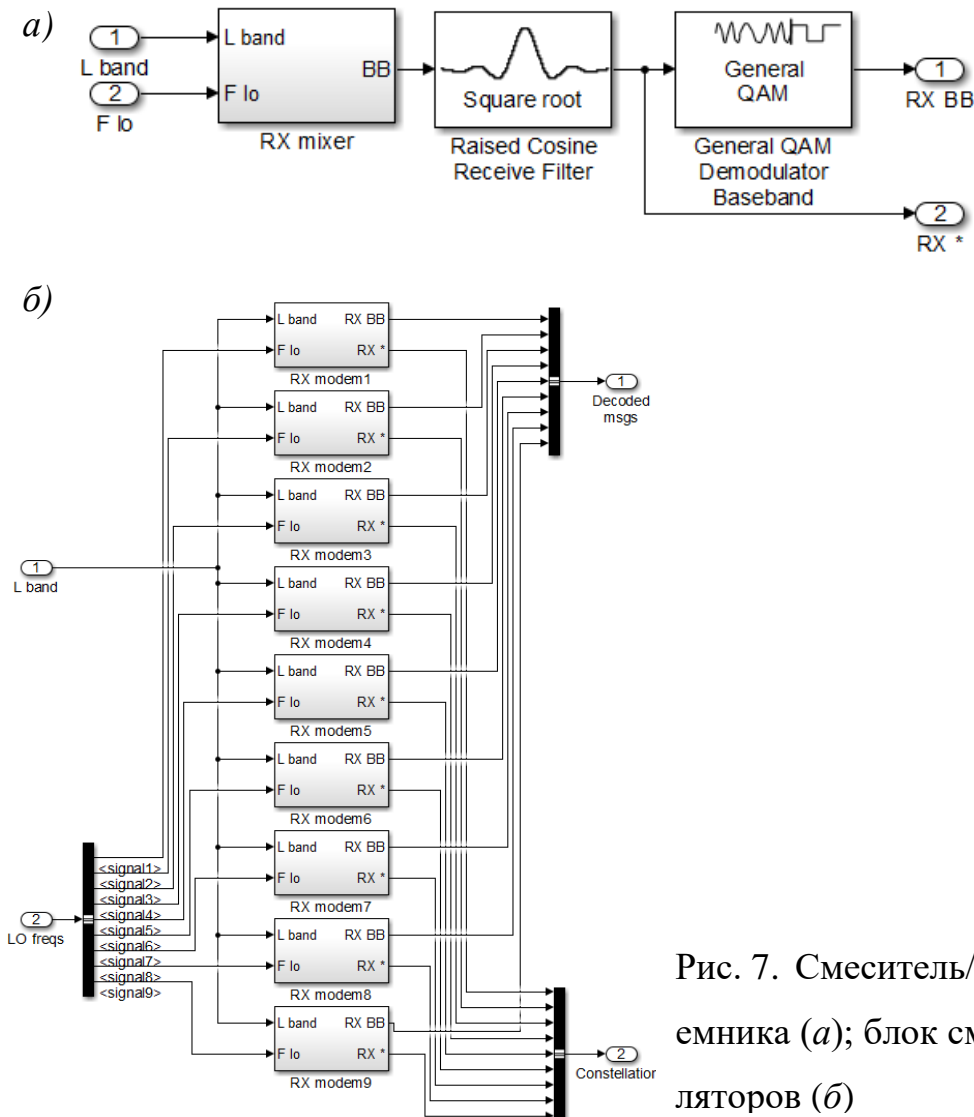 а)
1
L band
2
F lo
L band
F lo
BB
RX mixer
Square root
Raised Cosine
Receive Filter
General
QAM
General QAM
Demodulator
Baseband
1
RX BB
2
RX *
б)
L band
RX BB
F lo
RX *
RX modem1
L band
RX BB
F lo
RX *
RX modem2
L band
RX BB
F lo
RX *
RX modem3
L band
RX BB
F lo
RX *
RX modem4
L band
RX BB
F lo
RX *
RX modem5
L band
RX BB
F lo
RX *
RX modem6
L band
RX BB
F lo
RX *
RX modem7
L band
RX BB
F lo
RX *
RX modem8
L band
RX BB
F lo
RX *
RX modem9
1
L band
2
LO freqs
<signal1>
<signal2>
<signal3>
<signal4>
<signal5>
<signal6>
<signal7>
<signal8>
<signal9>
1
Decoded
msgs
2
Constellation
Рис. 7. Смеситель/
емника (а); блок см
ляторов (б)